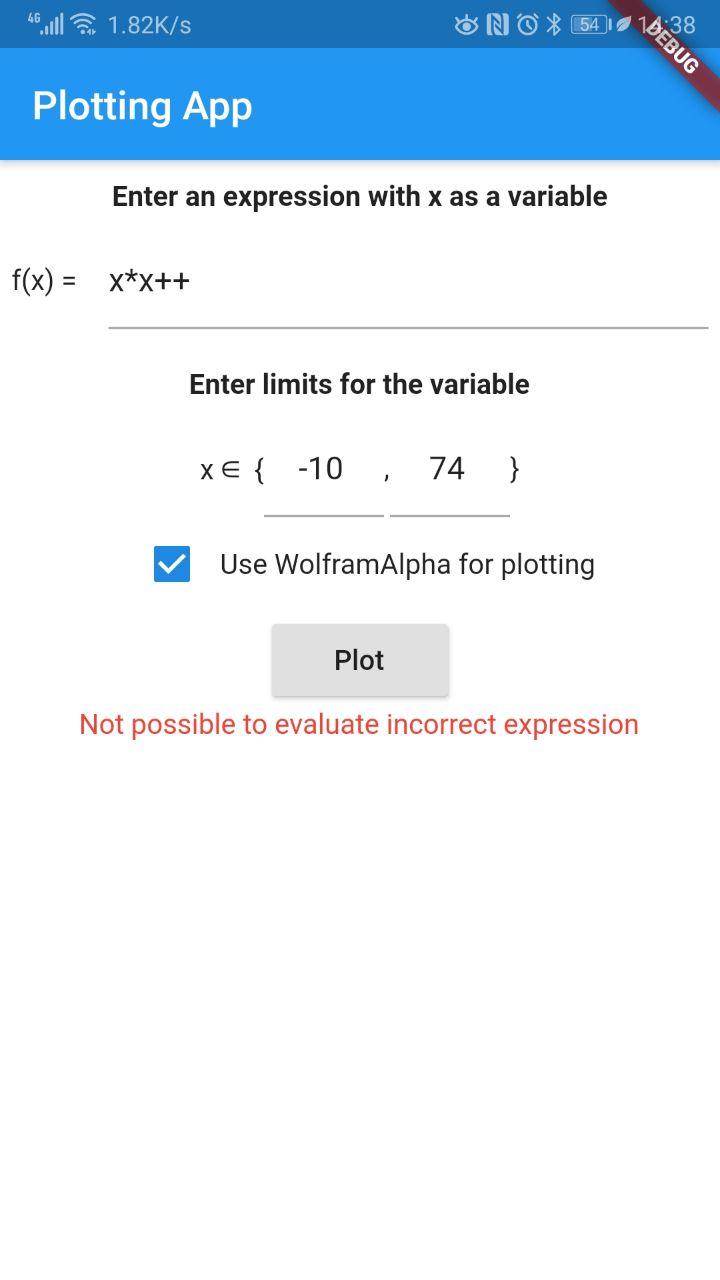 4G 1.82K/s 54 14:38
DEBUG
Plotting App
Enter an expression with x as a variable
f(x) = x*x++
Enter limits for the variable
x ∈ { -10 , 74 }
Use WolframAlpha for plotting
Plot
Not possible to evaluate incorrect expression